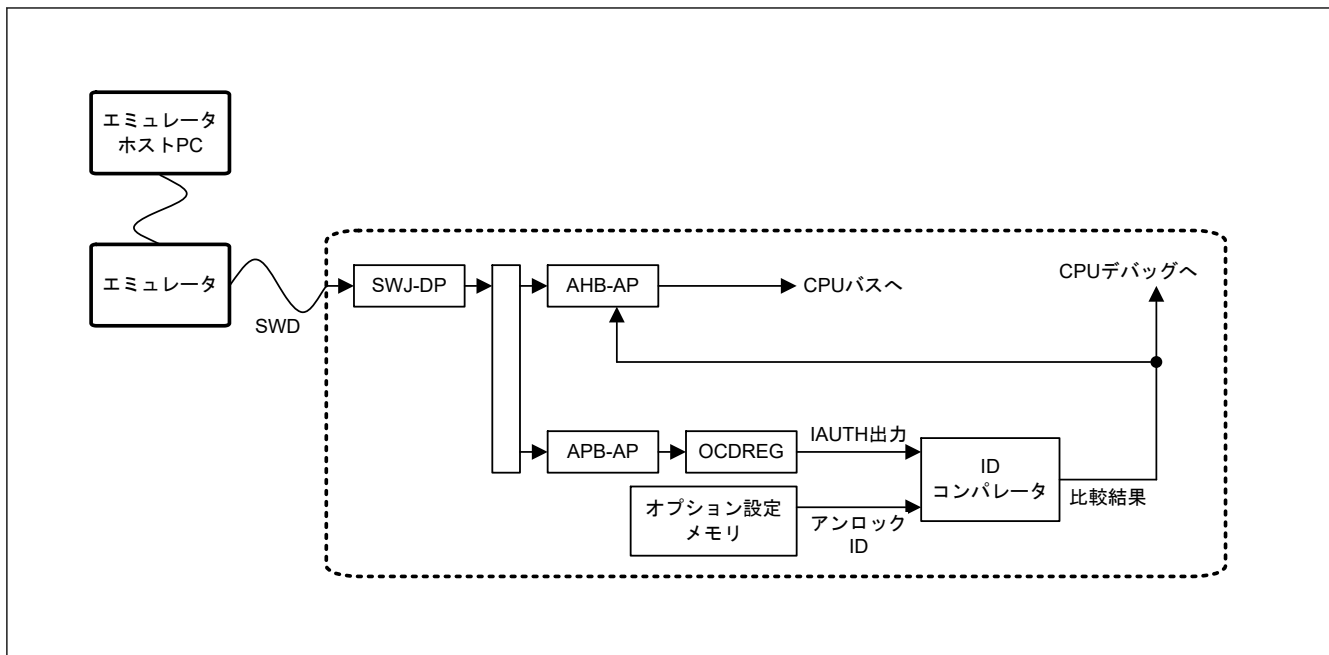 エミュレータ
ホストPC
エミュレータ
SWD
SWJ-DP
AHB-AP
CPUバスへ
CPUデバッグへ
APB-AP
OCDREG
IAUTH出力
オプション設定
メモリ
アンロック
ID
ID
コンパレータ
比較結果